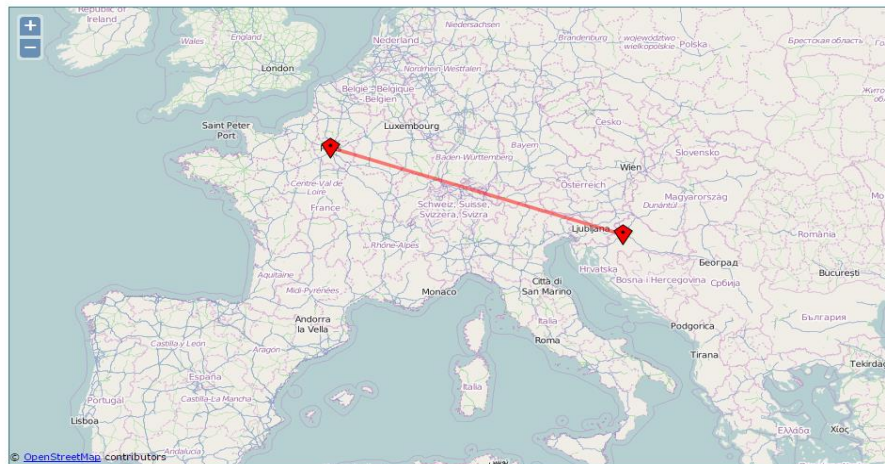 Republic of
Ireland
+
−
Wales
England
London
Nederland
Niedersachsen
Brandenburg
województwo
wielkopolskie
Polska
Брестская область
Nordrhein-Westfalen
België - Belgique
- Belgien
Saint Peter
Port
Luxembourg
Česko
Baden-Württemberg
Bayern
Wien
Slovensko
Centre-Val de
Loire
France
Schweiz, Suisse,
Svizzera, Svizra
Österreich
Magyarország
Dunántúl
Ljubljana
Rhône-Alpes
Hrvatska
Bosna i Hercegovina
Београд
Србија
România
București
Aquitaine
Midi-Pyrénées
Monaco
Città di
San Marino
Andorra
la Vella
Italia
Roma
Podgorica
Tirana
България
Tekirdağ
Castilla y León
Aragón
España
Castilla-La Mancha
Portugal
Lisboa
Andalucía
Italia
Ελλάδα
Χίος
© OpenStreetMap contributors